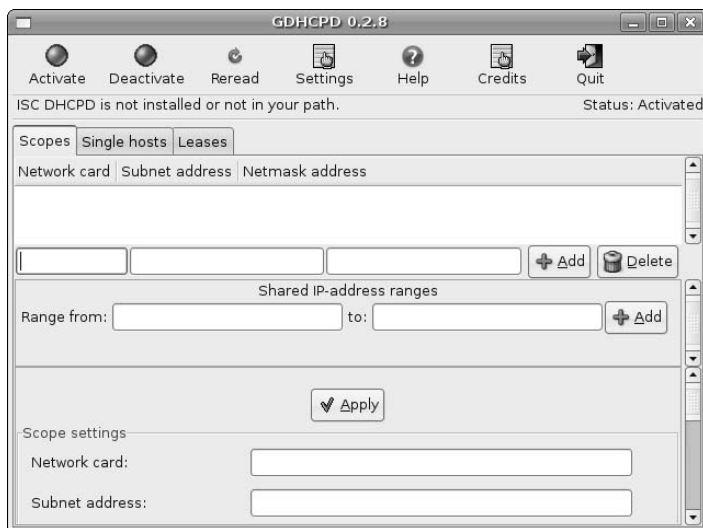 GDHCPD 0.2.8
Activate Deactivate Reread Settings Help Credits Quit
ISC DHCPD is not installed or not in your path. Status: Activated
Scopes Single hosts Leases
Network card Subnet address Netmask address
Add Delete
Shared IP-address ranges
Range from: to: Add
Apply
Scope settings
Network card:
Subnet address: